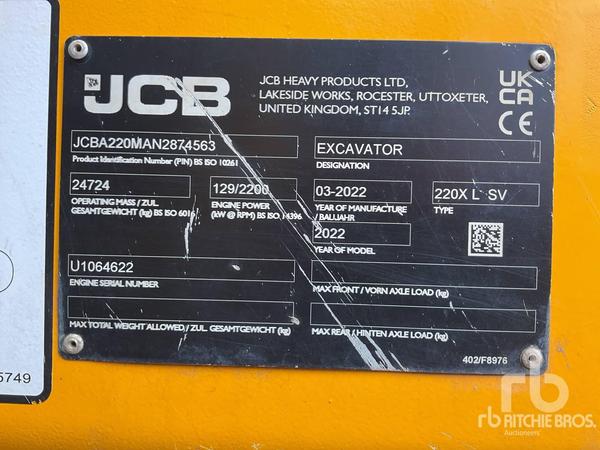 JCB
JCB HEAVY PRODUCTS LTD,
LAKESIDE WORKS, ROCESTER, UTTOXETER,
UNITED KINGDOM, ST14 5JP.
UK
CA
CE
JCBA220MAN2874563
Product Identification Number (PIN) BS ISO 10261
EXCAVATOR
DESIGNATION
24724
OPERATING MASS / ZUL.
GESAMTGEWICHT (kg) BS ISO 6016
129/2200
ENGINE POWER
(kW @ RPM) BS ISO 14396
03-2022
YEAR OF MANUFACTURE
/ BAUJAHR
220X L SV
TYPE
2022
YEAR OF MODEL
U1064622
ENGINE SERIAL NUMBER
MAX FRONT / VORN AXLE LOAD (kg)
MAX TOTAL WEIGHT ALLOWED / ZUL. GESAMTGEWICHT (kg)
MAX REAR / HINTEN AXLE LOAD (kg)
402/F8976
5749
rb
rb RITCHIE BROS.
Auctioneers